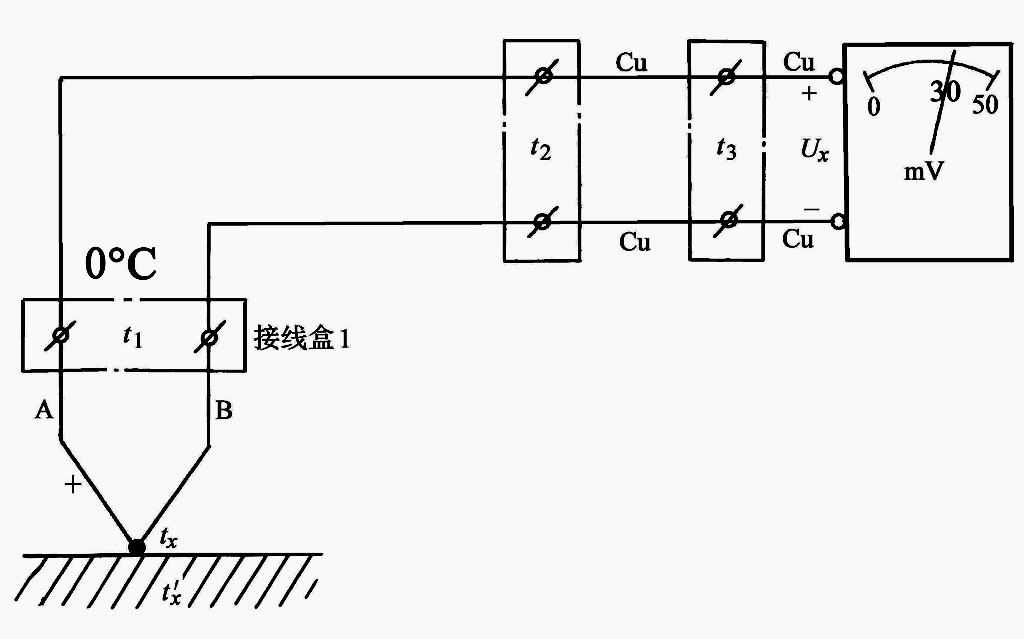 Cu
Cu
+
0
30
50
t₂
t₃
Uₓ
mV
−
Cu
Cu
0°C
t₁
接线盒1
A
B
+
tₓ
t′ₓ